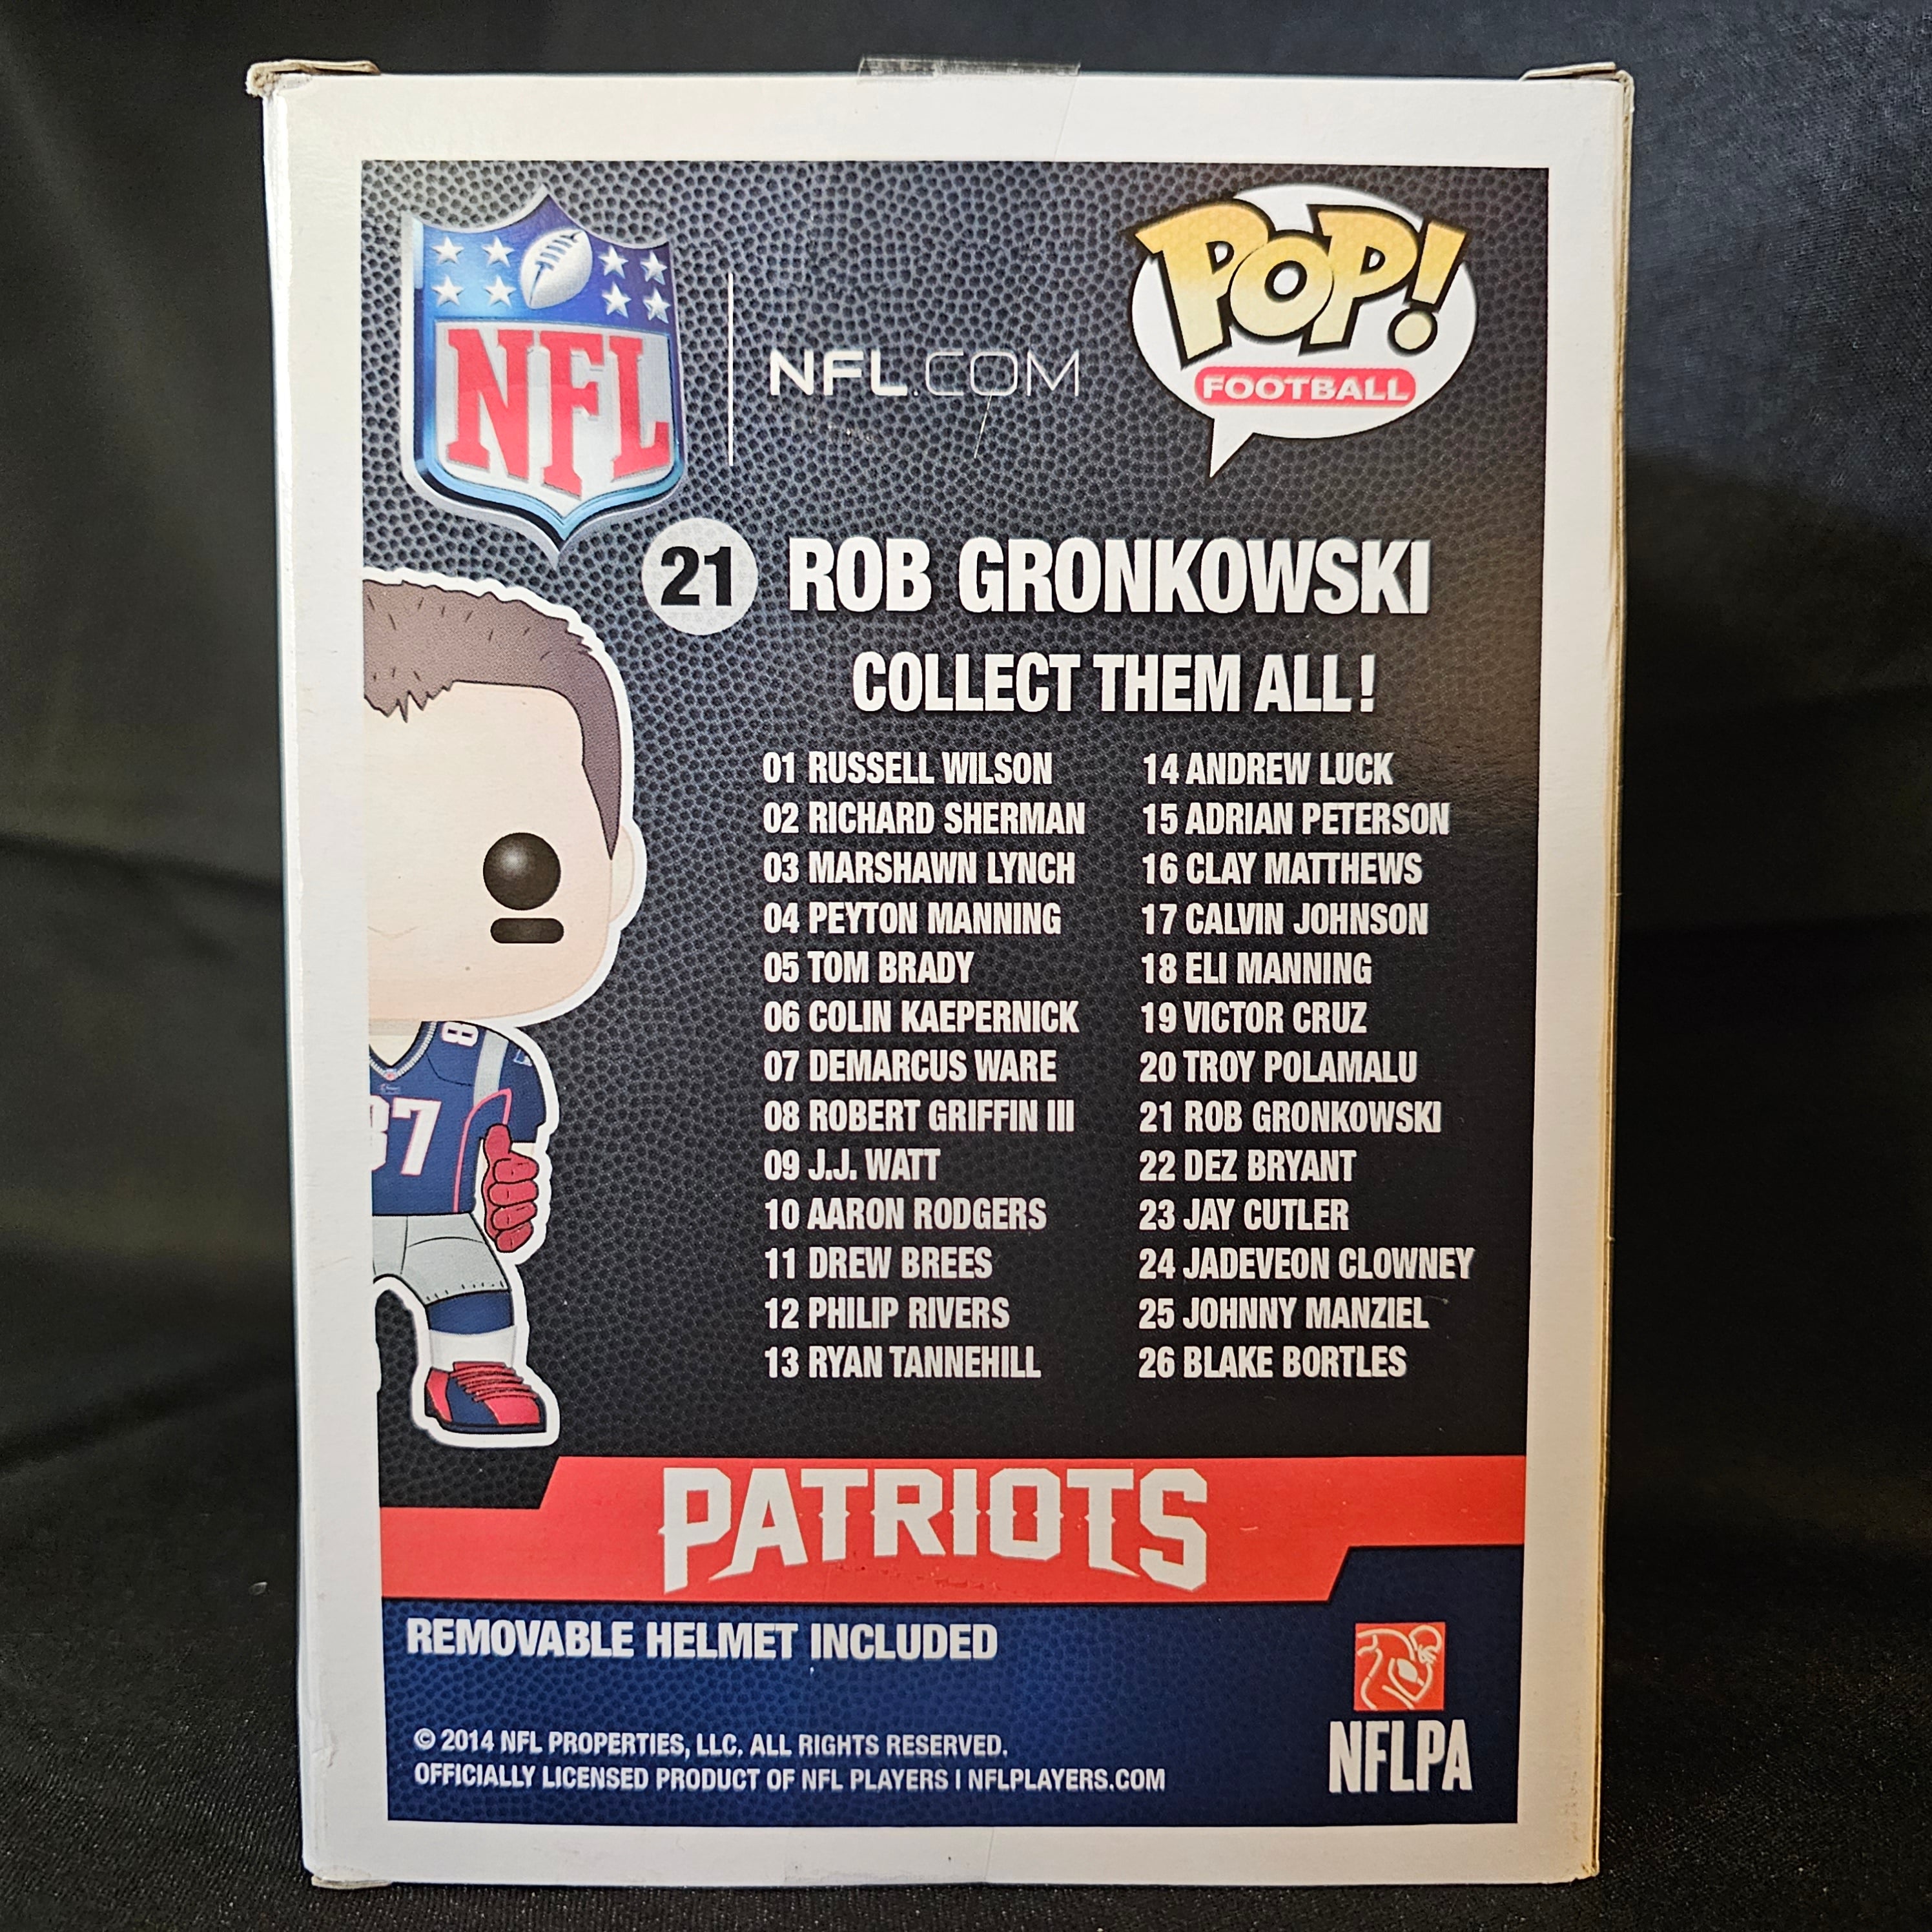 NFL
NFL.COM
POP!
FOOTBALL
21 ROB GRONKOWSKI
COLLECT THEM ALL!
01 RUSSELL WILSON
02 RICHARD SHERMAN
03 MARSHAWN LYNCH
04 PEYTON MANNING
05 TOM BRADY
06 COLIN KAEPERNICK
07 DEMARCUS WARE
08 ROBERT GRIFFIN III
09 J.J. WATT
10 AARON RODGERS
11 DREW BREES
12 PHILIP RIVERS
13 RYAN TANNEHILL
14 ANDREW LUCK
15 ADRIAN PETERSON
16 CLAY MATTHEWS
17 CALVIN JOHNSON
18 ELI MANNING
19 VICTOR CRUZ
20 TROY POLAMALU
21 ROB GRONKOWSKI
22 DEZ BRYANT
23 JAY CUTLER
24 JADEVEON CLOWNEY
25 JOHNNY MANZIEL
26 BLAKE BORTLES
87
87
PATRIOTS
REMOVABLE HELMET INCLUDED
© 2014 NFL PROPERTIES, LLC. ALL RIGHTS RESERVED.
OFFICIALLY LICENSED PRODUCT OF NFL PLAYERS | NFLPLAYERS.COM
NFLPA